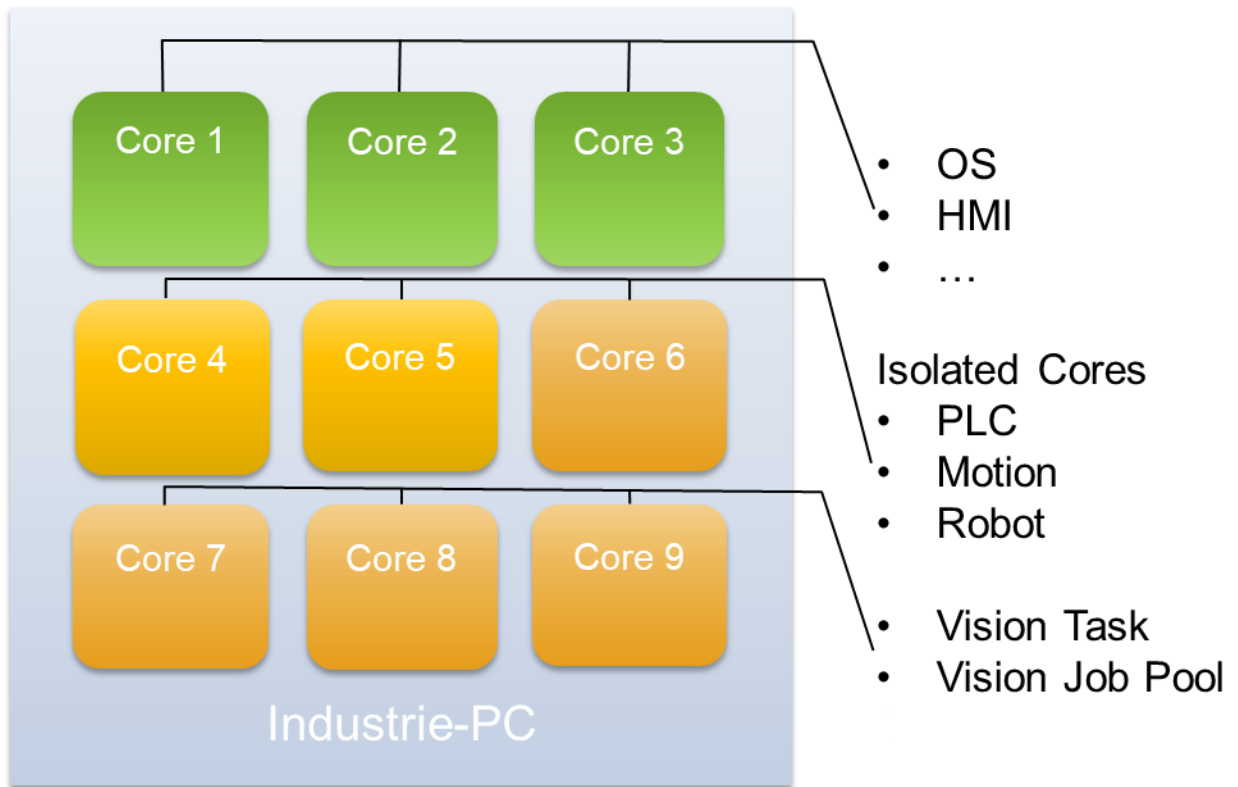 Core 1
Core 2
Core 3
Core 4
Core 5
Core 6
Core 7
Core 8
Core 9
Industrie-PC
• OS
• HMI
• …
Isolated Cores
• PLC
• Motion
• Robot
• Vision Task
• Vision Job Pool